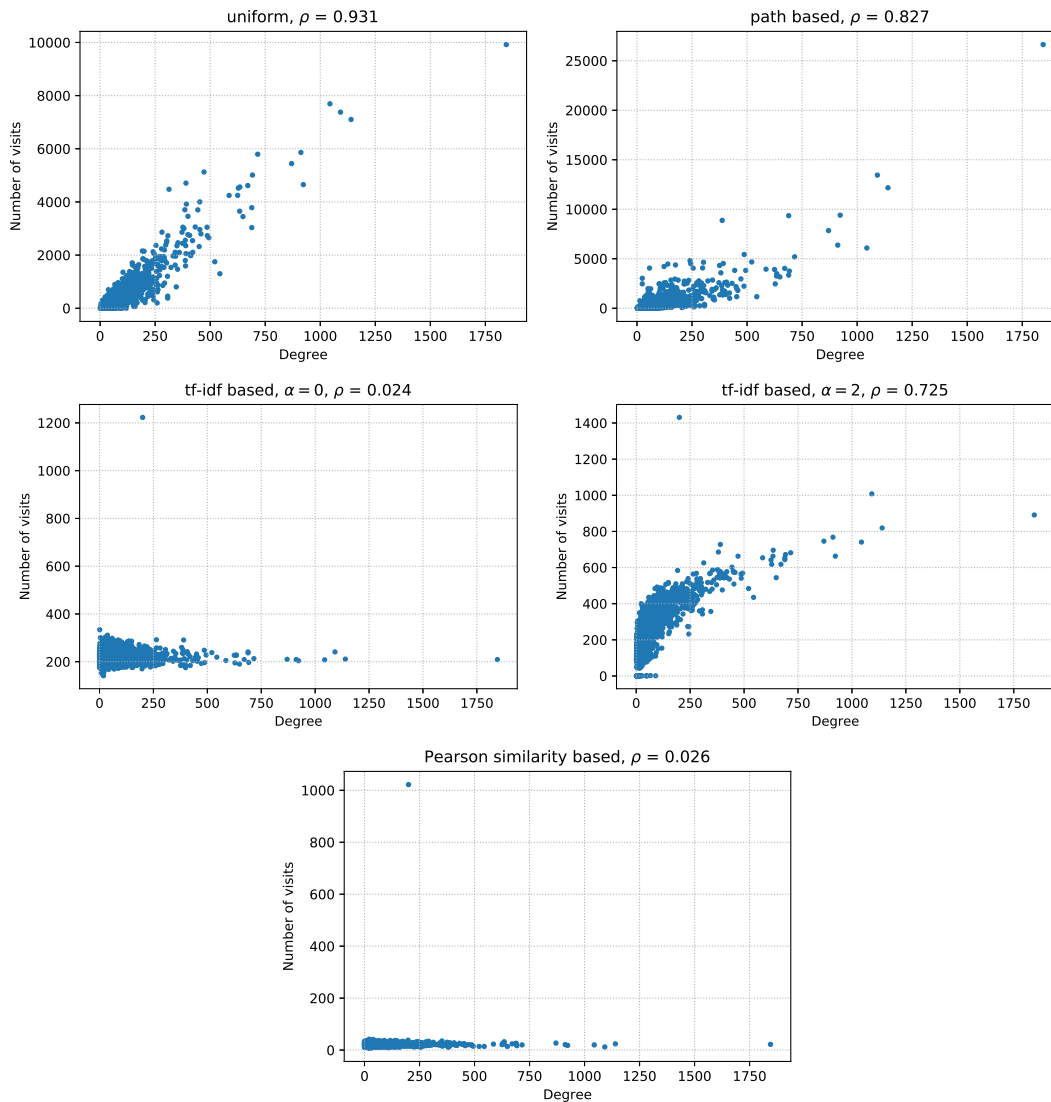 uniform, ρ = 0.931
Number of visits
10000
8000
6000
4000
2000
0
0 250 500 750 1000 1250 1500 1750
Degree
path based, ρ = 0.827
Number of visits
25000
20000
15000
10000
5000
0
0 250 500 750 1000 1250 1500 1750
Degree
tf-idf based, α = 0, ρ = 0.024
Number of visits
1200
1000
800
600
400
200
0 250 500 750 1000 1250 1500 1750
Degree
tf-idf based, α = 2, ρ = 0.725
Number of visits
1400
1200
1000
800
600
400
200
0
0 250 500 750 1000 1250 1500 1750
Degree
Pearson similarity based, ρ = 0.026
Number of visits
1000
800
600
400
200
0
0 250 500 750 1000 1250 1500 1750
Degree